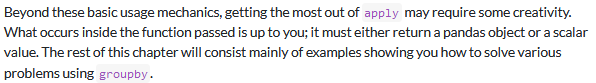 Beyond these basic usage mechanics, getting the most out of apply may require some creativity.
What occurs inside the function passed is up to you; it must either return a pandas object or a scalar
value. The rest of this chapter will consist mainly of examples showing you how to solve various
problems using groupby.